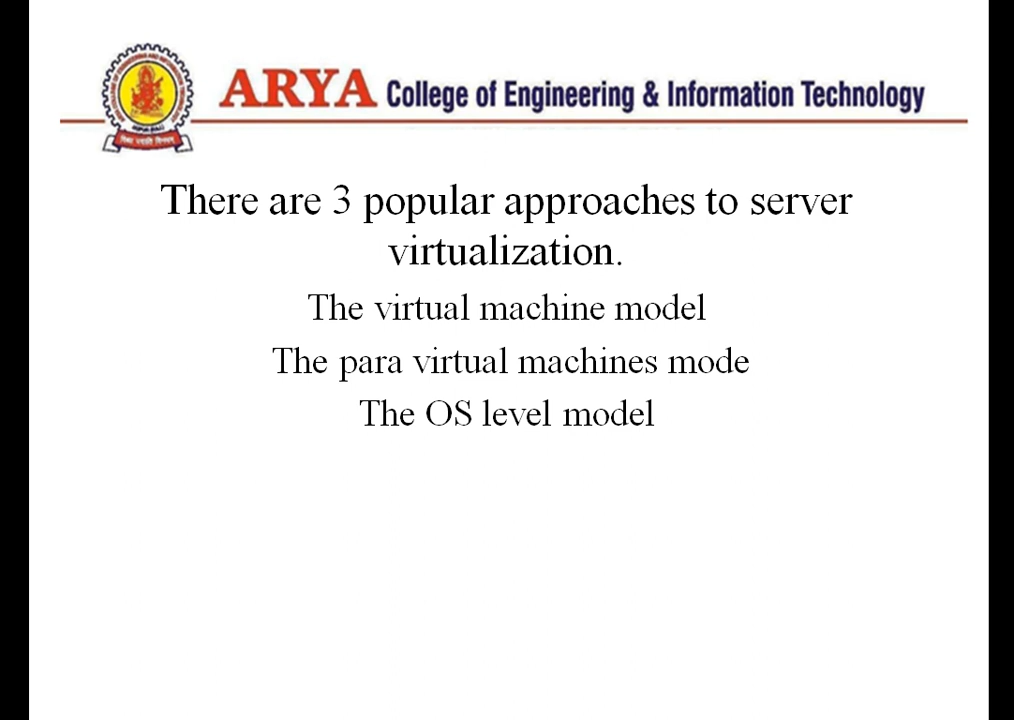 ARYA College of Engineering & Information Technology
There are 3 popular approaches to server
virtualization.
The virtual machine model
The para virtual machines mode
The OS level model